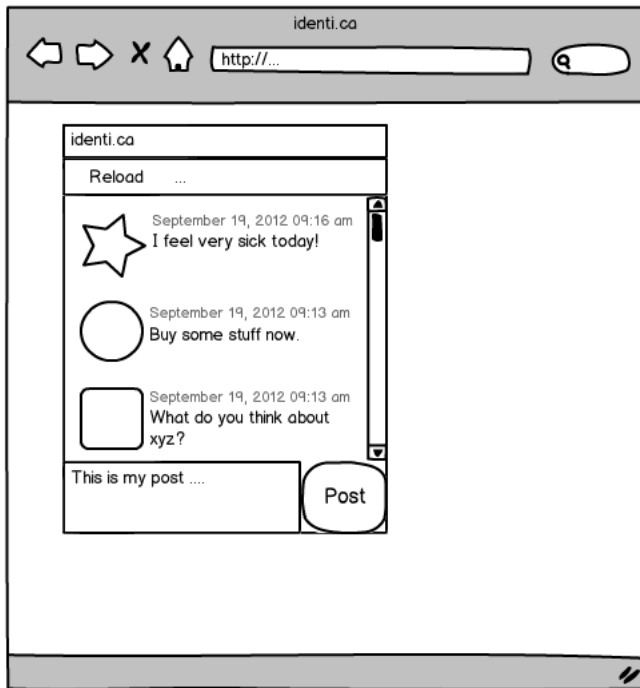 identi.ca
http://...
identi.ca
Reload ...
September 19, 2012 09:16 am
I feel very sick today!
September 19, 2012 09:13 am
Buy some stuff now.
September 19, 2012 09:13 am
What do you think about
xyz?
This is my post ....
Post